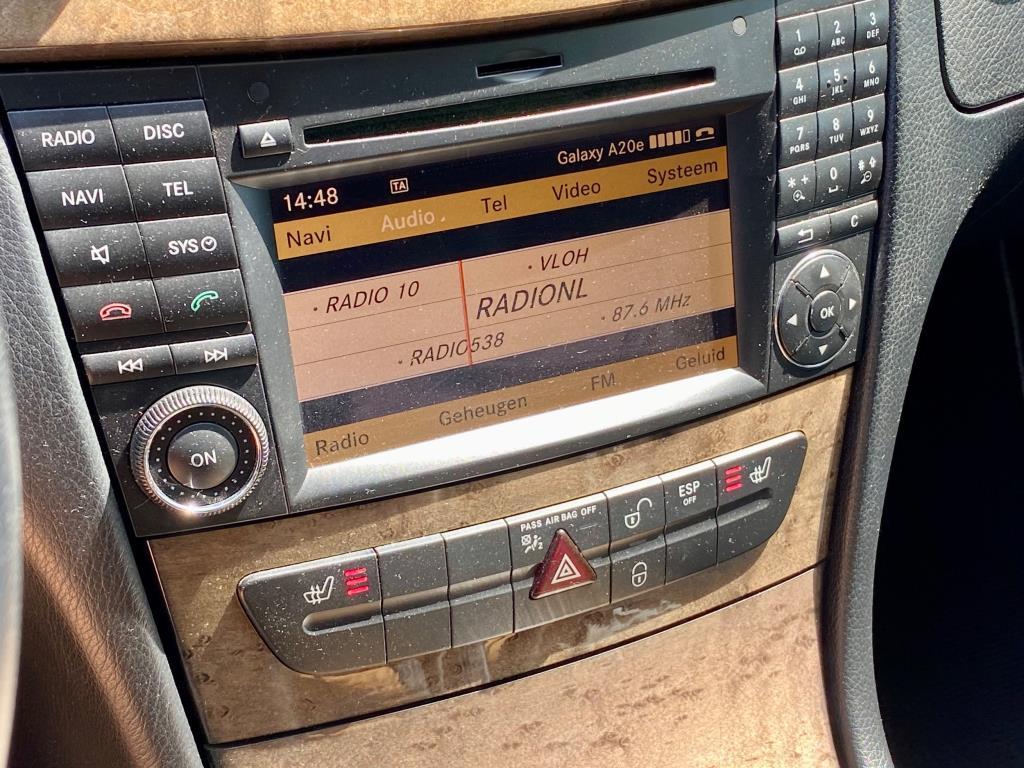 RADIO DISC
NAVI TEL
SYS
ON
14:48 TA Galaxy A20e
Navi Audio Tel Video Systeem
RADIO 10 VLOH
RADIONL
RADIO538 87.6 MHz
Radio Geheugen FM Geluid
1 2 ABC 3 DEF
4 GHI 5 JKL 6 MNO
7 PQRS 8 TUV 9 WXYZ
* + 0 #
C
OK
PASS AIR BAG OFF
2
ESP
OFF